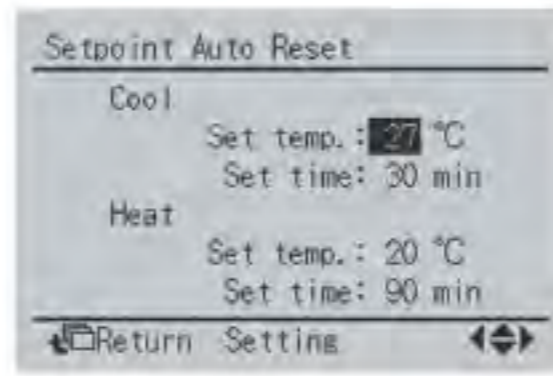 Setpoint Auto Reset
Cool
Set temp.: 27 °C
Set time: 30 min
Heat
Set temp.: 20 °C
Set time: 90 min
Return Setting